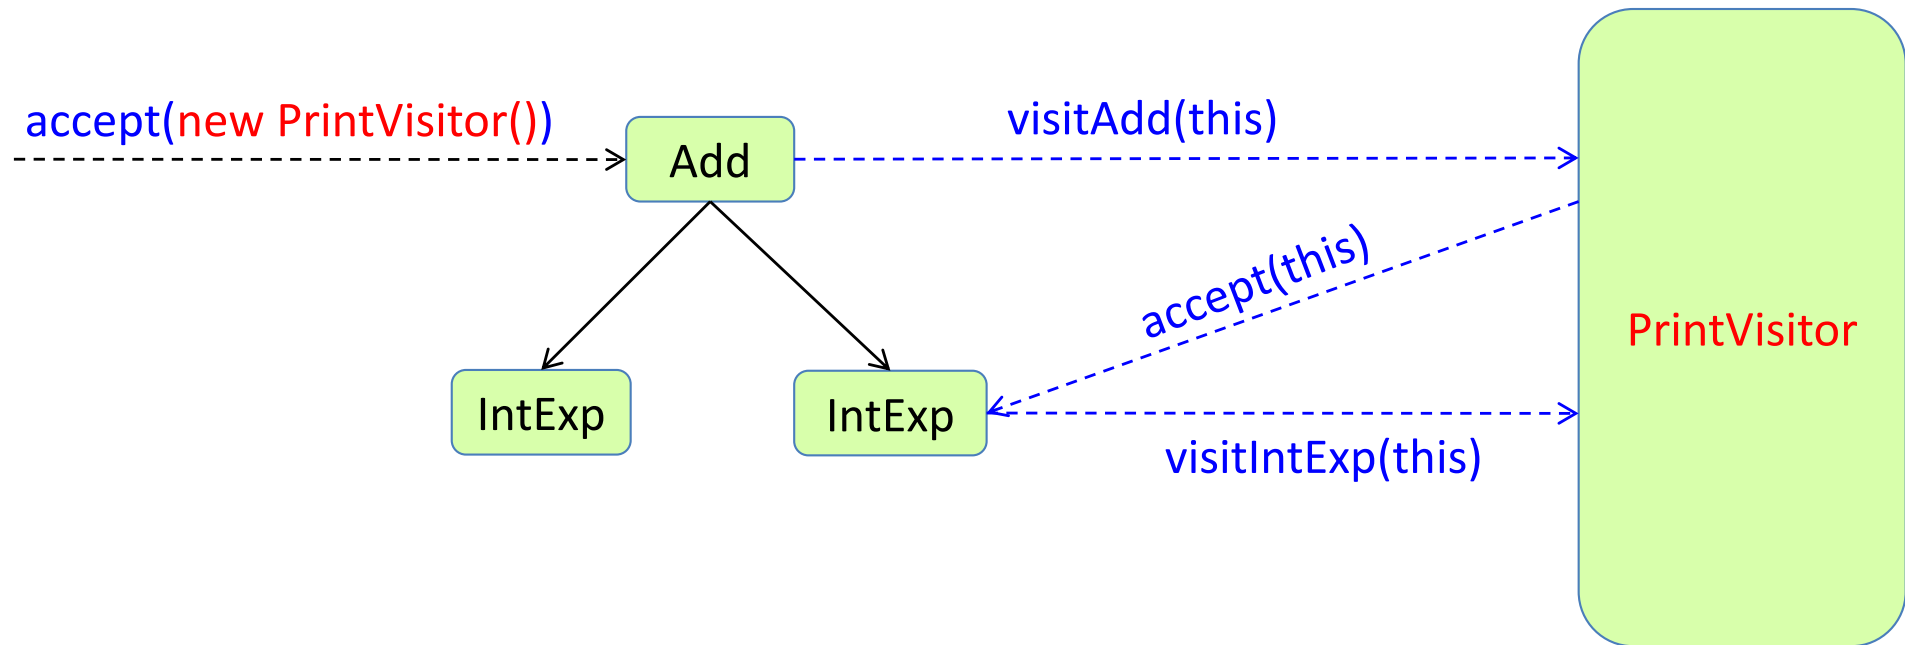 accept(new PrintVisitor())
Add
visitAdd(this)
accept(this)
PrintVisitor
IntExp
IntExp
visitIntExp(this)